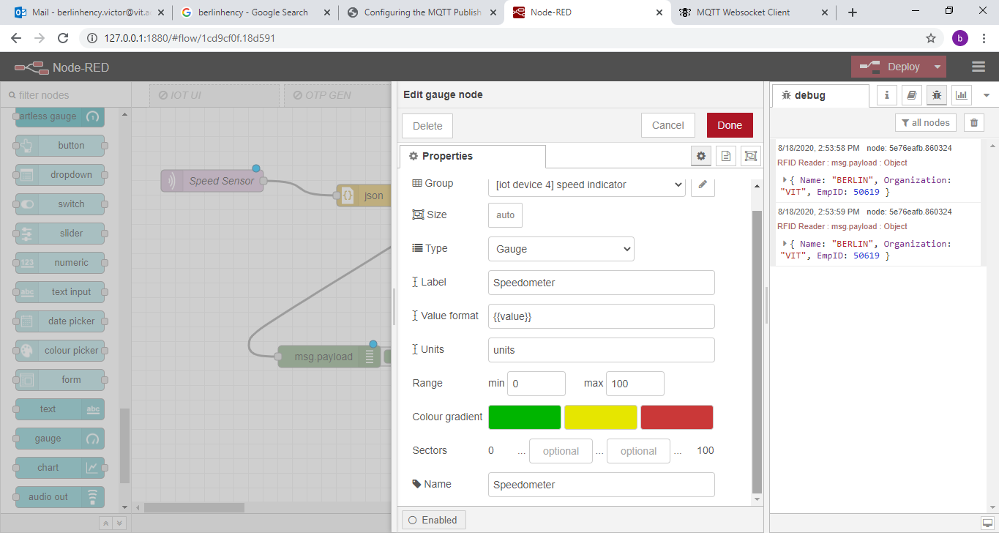 Mail - berlinhency.victor@vit.a
berlinhency - Google Search
Configuring the MQTT Publish
Node-RED
MQTT Websocket Client
127.0.0.1:1880/#flow/1cd9cf0f.18d591
b
Node-RED
Deploy
filter nodes
IOT UI
OTP GEN
artless gauge
button
dropdown
switch
slider
123 numeric
abc text input
date picker
colour picker
form
text abc
gauge
chart
audio out
Speed Sensor
{} json
msg.payload
Edit gauge node
Delete
Cancel
Done
Properties
Group [iot device 4] speed indicator
Size auto
Type Gauge
Label Speedometer
Value format {{value}}
Units units
Range min 0 max 100
Colour gradient
Sectors 0 ... optional ... optional ... 100
Name Speedometer
Enabled
debug
i
all nodes
8/18/2020, 2:53:58 PM node: 5e76eafb.860324
RFID Reader : msg.payload : Object
{ Name: "BERLIN", Organization:
"VIT", EmpID: 50619 }
8/18/2020, 2:53:59 PM node: 5e76eafb.860324
RFID Reader : msg.payload : Object
{ Name: "BERLIN", Organization:
"VIT", EmpID: 50619 }